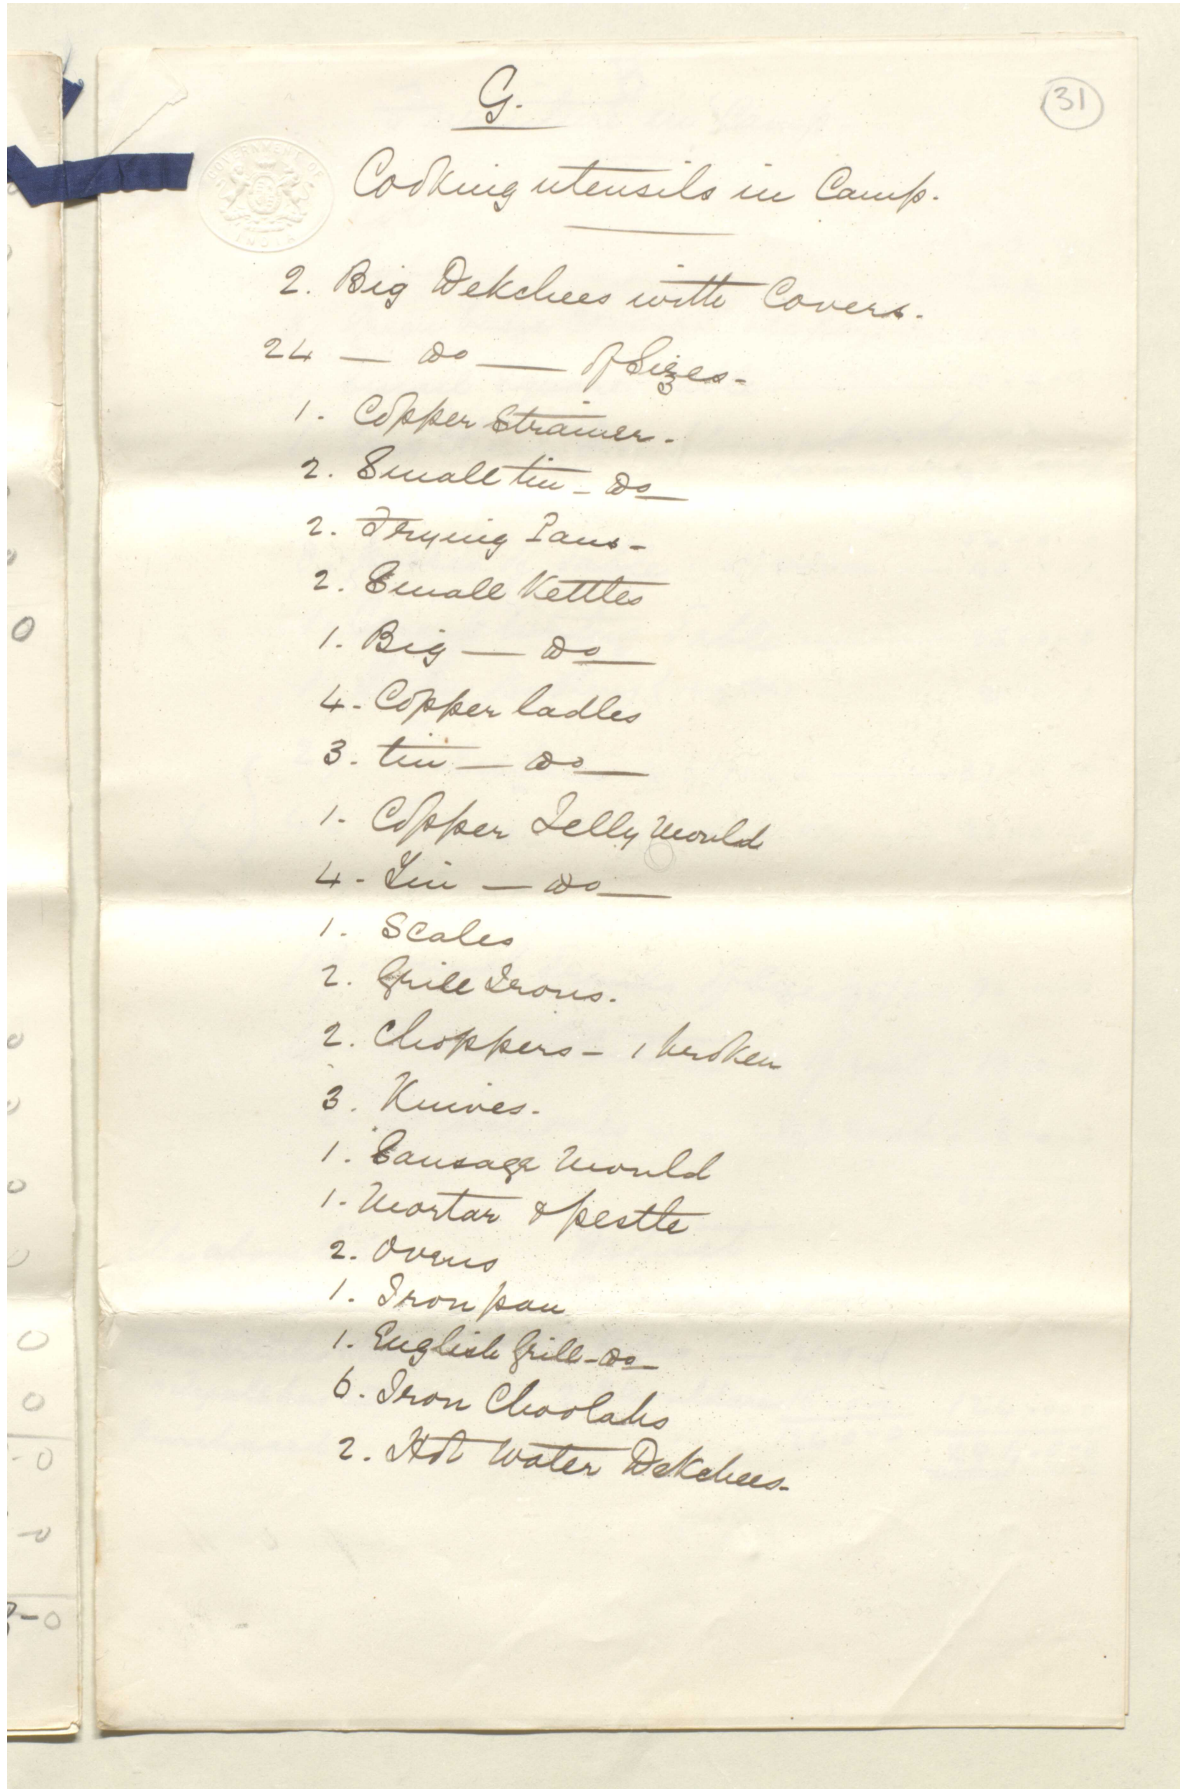 G.
31
GOVERNMENT OF
INDIA
Cooking utensils in Camp.
2. Big Dekchees with Covers.
24 — Do — of Sizes-
1. Copper Strainer-
2. Small tin - Do
2. Frying Pans-
2. Small Kettles
1. Big — Do
4- Copper ladles
3. tin — Do
1- Copper Jelly Mould
4- Tin — Do
1. Scales
2. Grill Irons.
2. Choppers - 1 broken
3. Knives-
1. Sausage Mould
1- Mortar & pestle
2. Ovens
1. Iron pan
1. English Grill-Do
6. Iron Choolahs
2. Hot Water Dekchees-